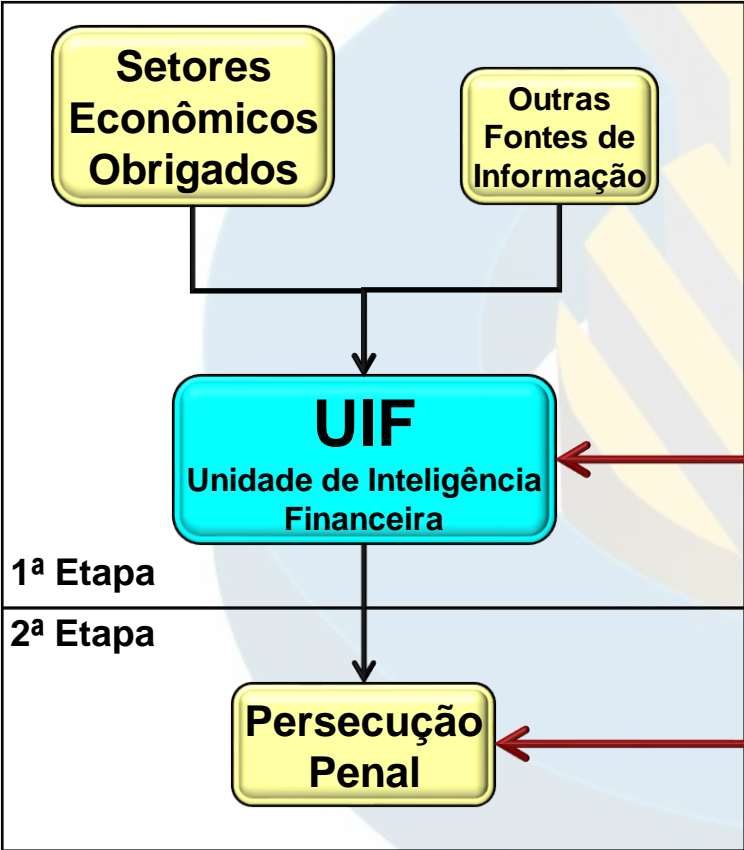 Setores
Econômicos
Obrigados
Outras
Fontes de
Informação
UIF
Unidade de Inteligência
Financeira
1ª Etapa
2ª Etapa
Persecução
Penal